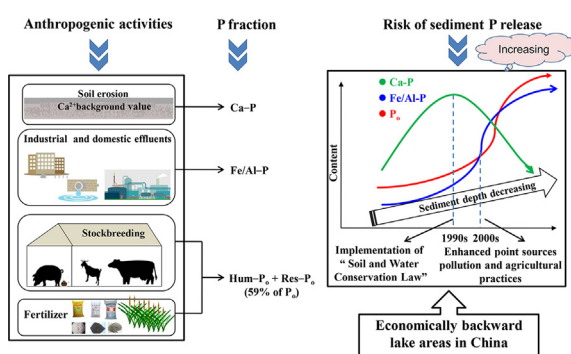 Anthropogenic activities
P fraction
Risk of sediment P release
Increasing
Soil erosion
Ca²⁺background value
Ca–P
Industrial and domestic effluents
Fe/Al–P
Stockbreeding
Hum–Pₒ + Res–Pₒ
(59% of Pₒ)
Fertilizer
Ca-P
Fe/Al-P
Pₒ
Content
Sediment depth decreasing
1990s 2000s
Implementation of
“ Soil and Water
Conservation Law”
Enhanced point sources
pollution and agricultural
practices
Economically backward
lake areas in China